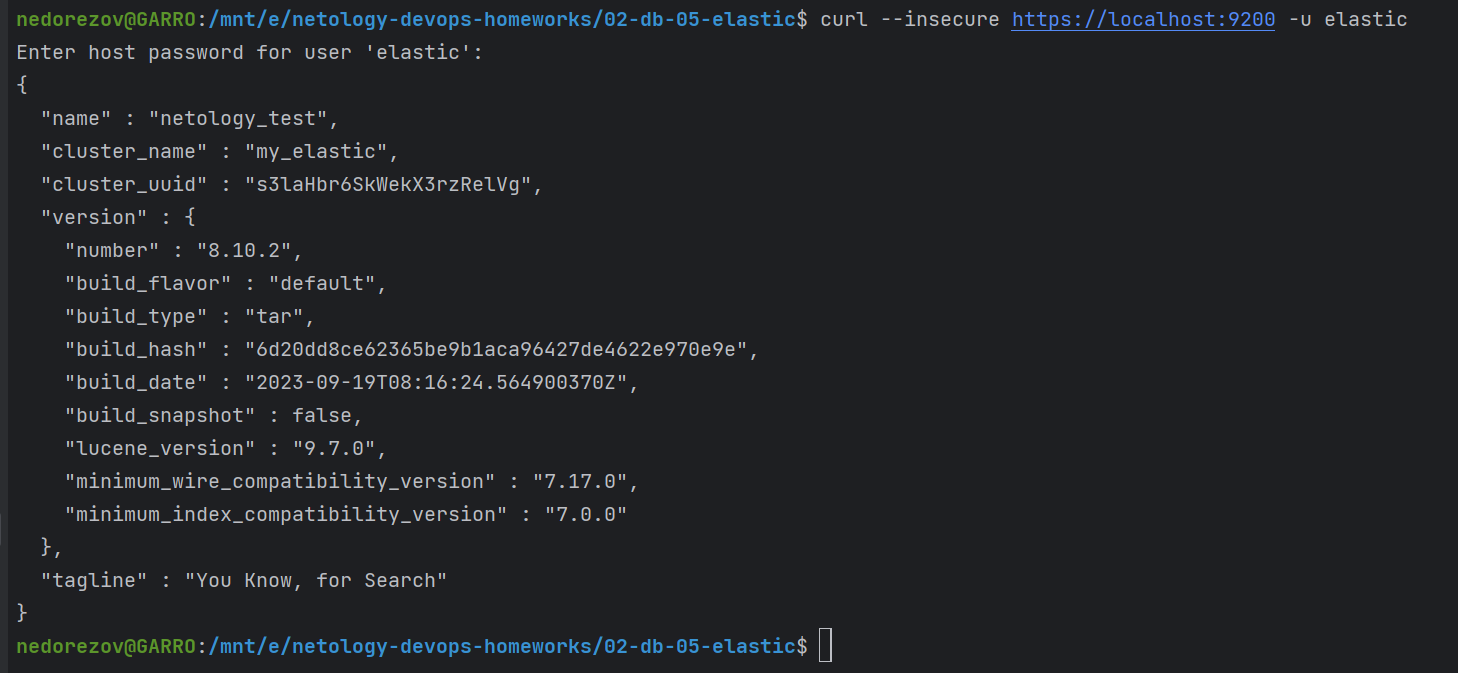 nedorezov@GARRO:/mnt/e/netology-devops-homeworks/02-db-05-elastic$ curl --insecure https://localhost:9200 -u elastic
Enter host password for user 'elastic':
{
  "name" : "netology_test",
  "cluster_name" : "my_elastic",
  "cluster_uuid" : "s3laHbr6SkWekX3rzRelVg",
  "version" : {
    "number" : "8.10.2",
    "build_flavor" : "default",
    "build_type" : "tar",
    "build_hash" : "6d20dd8ce62365be9b1aca96427de4622e970e9e",
    "build_date" : "2023-09-19T08:16:24.564900370Z",
    "build_snapshot" : false,
    "lucene_version" : "9.7.0",
    "minimum_wire_compatibility_version" : "7.17.0",
    "minimum_index_compatibility_version" : "7.0.0"
  },
  "tagline" : "You Know, for Search"
}
nedorezov@GARRO:/mnt/e/netology-devops-homeworks/02-db-05-elastic$